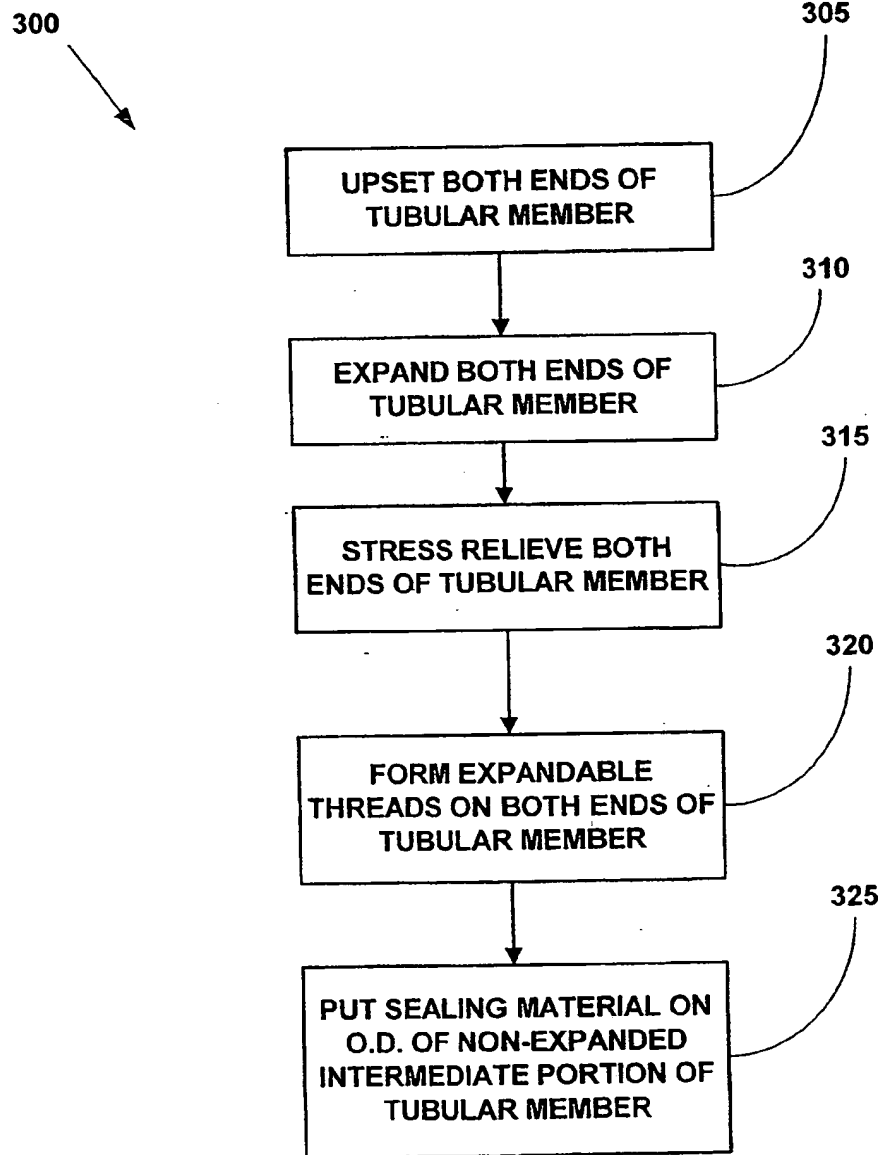 300
305
UPSET BOTH ENDS OF
TUBULAR MEMBER
310
EXPAND BOTH ENDS OF
TUBULAR MEMBER
315
STRESS RELIEVE BOTH
ENDS OF TUBULAR MEMBER
320
FORM EXPANDABLE
THREADS ON BOTH ENDS OF
TUBULAR MEMBER
325
PUT SEALING MATERIAL ON
O.D. OF NON-EXPANDED
INTERMEDIATE PORTION OF
TUBULAR MEMBER